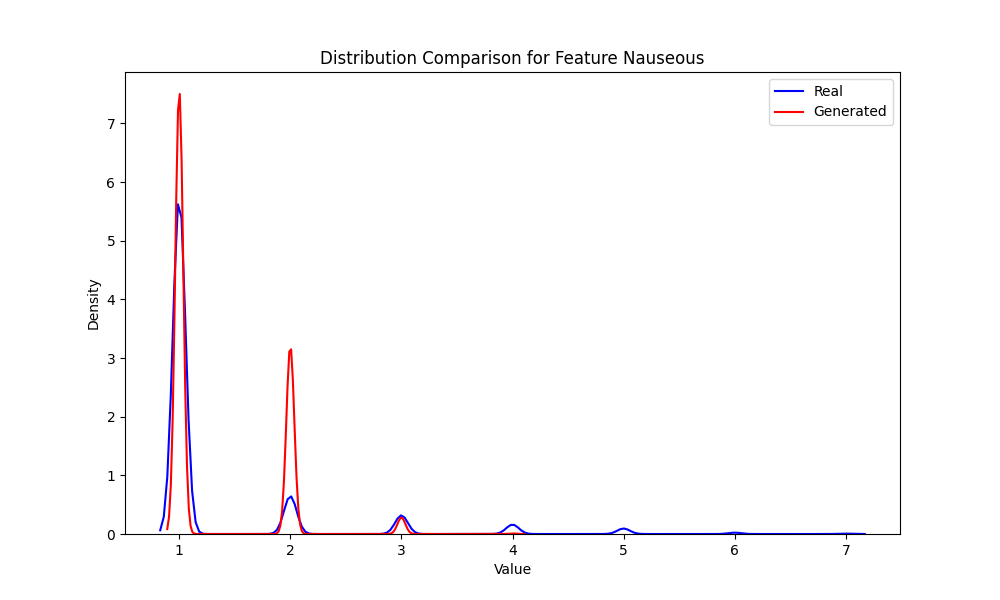 Distribution Comparison for Feature Nauseous
Real
Generated
Density
7
6
5
4
3
2
1
0
1 2 3 4 5 6 7
Value